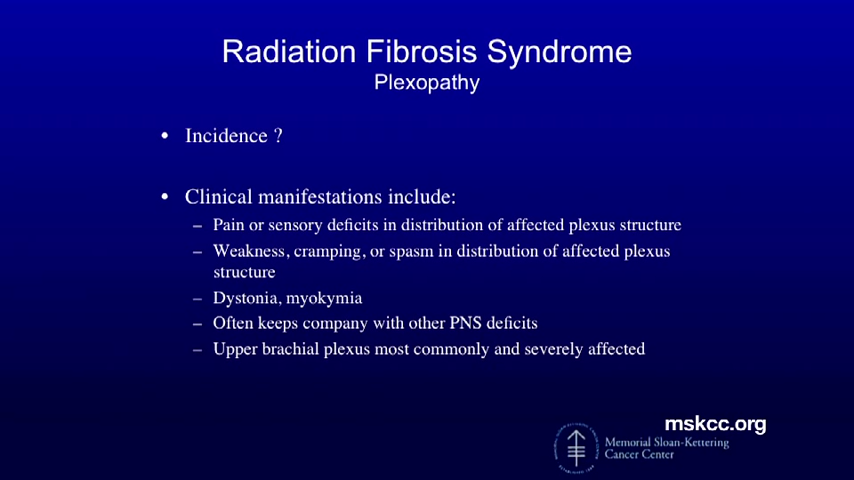 Radiation Fibrosis Syndrome
Plexopathy
• Incidence ?
• Clinical manifestations include:
– Pain or sensory deficits in distribution of affected plexus structure
– Weakness, cramping, or spasm in distribution of affected plexus
structure
– Dystonia, myokymia
– Often keeps company with other PNS deficits
– Upper brachial plexus most commonly and severely affected
mskcc.org
Memorial Sloan-Kettering
Cancer Center